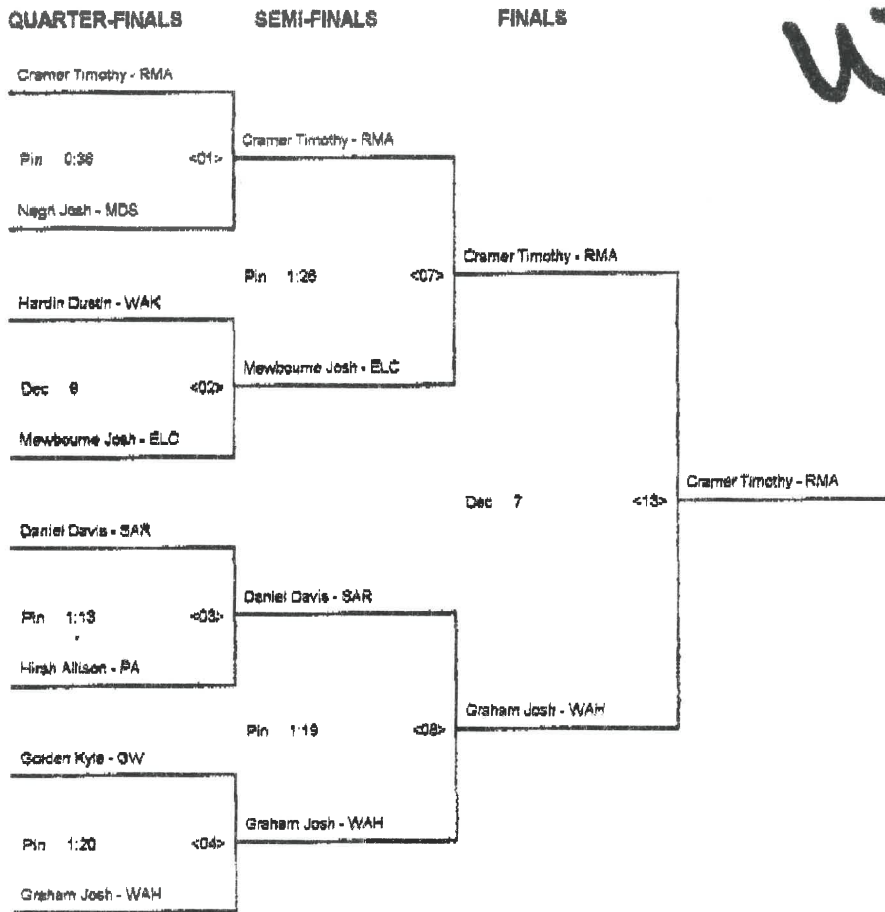 QUARTER-FINALS SEMI-FINALS FINALS
Cramer Timothy - RMA
Cramer Timothy - RMA
Pin 0:36 <01>
Negri Josh - MDS
Cramer Timothy - RMA
Pin 1:26 <07>
Hardin Dustin - WAK
Mewbourne Josh - ELC
Dec 6 <02>
Mewbourne Josh - ELC
Cramer Timothy - RMA
Dec 7 <13>
Daniel Davis - SAR
Daniel Davis - SAR
Pin 1:13 <03>
Hirsh Allison - PA
Graham Josh - WAH
Pin 1:19 <08>
Golden Kyle - GW
Graham Josh - WAH
Pin 1:20 <04>
Graham Josh - WAH